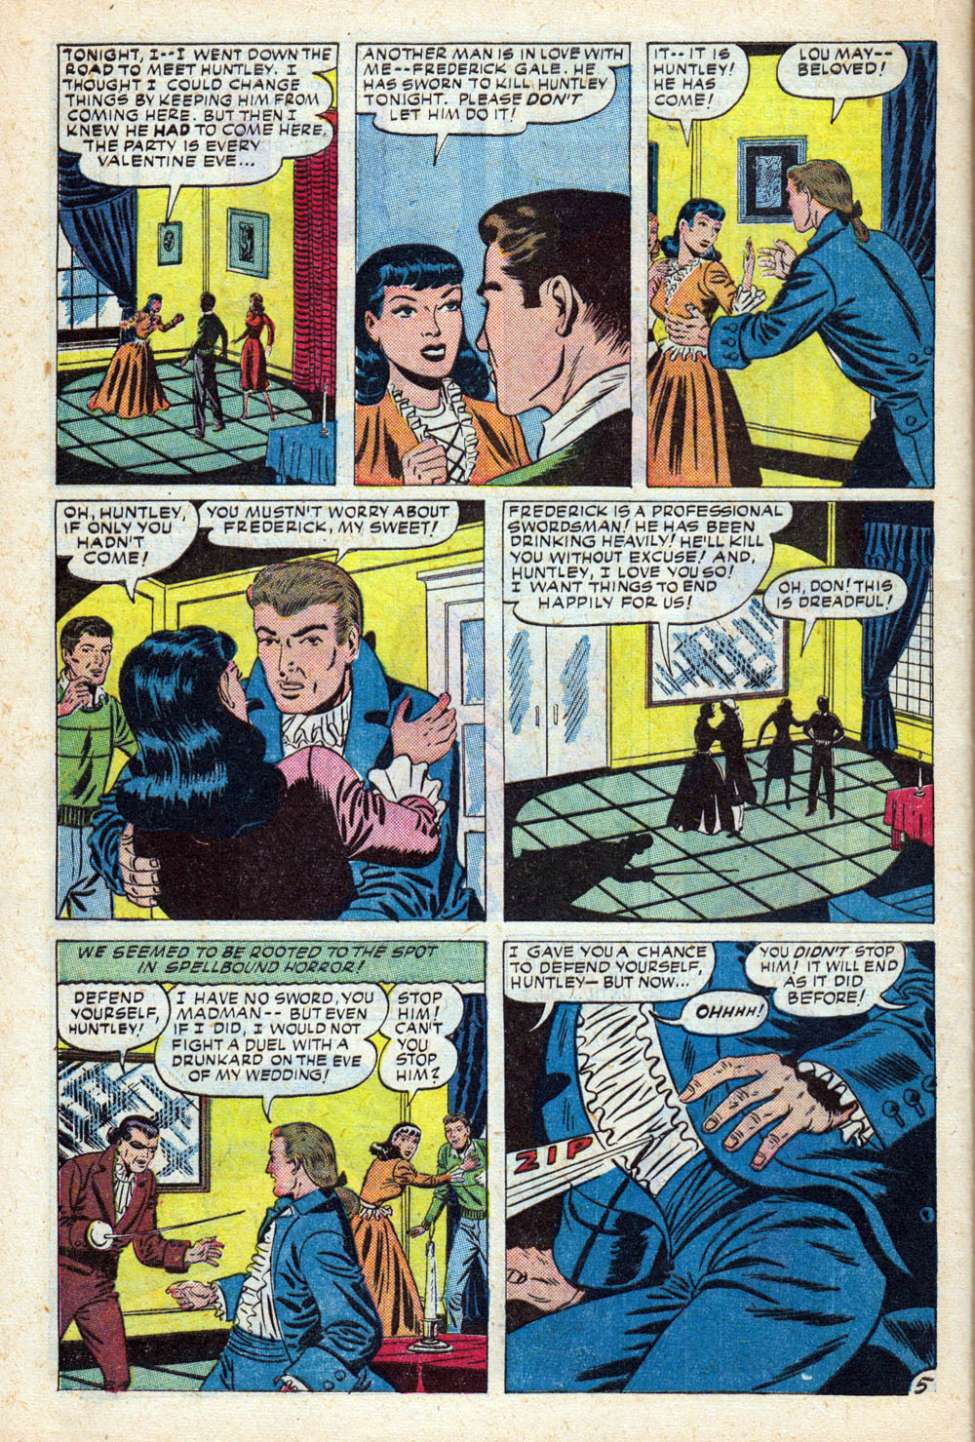 TONIGHT, I--I WENT DOWN THE
ROAD TO MEET HUNTLEY. I
THOUGHT I COULD CHANGE
THINGS BY KEEPING HIM FROM
COMING HERE. BUT THEN I
KNEW HE HAD TO COME HERE,
THE PARTY IS EVERY
VALENTINE EVE...
ANOTHER MAN IS IN LOVE WITH
ME--FREDERICK GALE. HE
HAS SWORN TO KILL HUNTLEY
TONIGHT. PLEASE DON'T
LET HIM DO IT!
IT--IT IS
HUNTLEY!
HE HAS
COME!
LOU MAY--
BELOVED!
OH, HUNTLEY,
IF ONLY YOU
HADN'T
COME!
YOU MUSTN'T WORRY ABOUT
FREDERICK, MY SWEET!
FREDERICK IS A PROFESSIONAL
SWORDSMAN! HE HAS BEEN
DRINKING HEAVILY! HE'LL KILL
YOU WITHOUT EXCUSE! AND,
HUNTLEY, I LOVE YOU SO!
I WANT THINGS TO END
HAPPILY FOR US!
OH, DON! THIS
IS DREADFUL!
WE SEEMED TO BE ROOTED TO THE SPOT
IN SPELLBOUND HORROR!
DEFEND
YOURSELF,
HUNTLEY!
I HAVE NO SWORD, YOU
MADMAN-- BUT EVEN
IF I DID, I WOULD NOT
FIGHT A DUEL WITH A
DRUNKARD ON THE EVE
OF MY WEDDING!
STOP
HIM!
CAN'T
YOU
STOP
HIM?
I GAVE YOU A CHANCE
TO DEFEND YOURSELF,
HUNTLEY--BUT NOW...
OHHHH!
YOU DIDN'T STOP
HIM! IT WILL END
AS IT DID
BEFORE!
ZIP
5